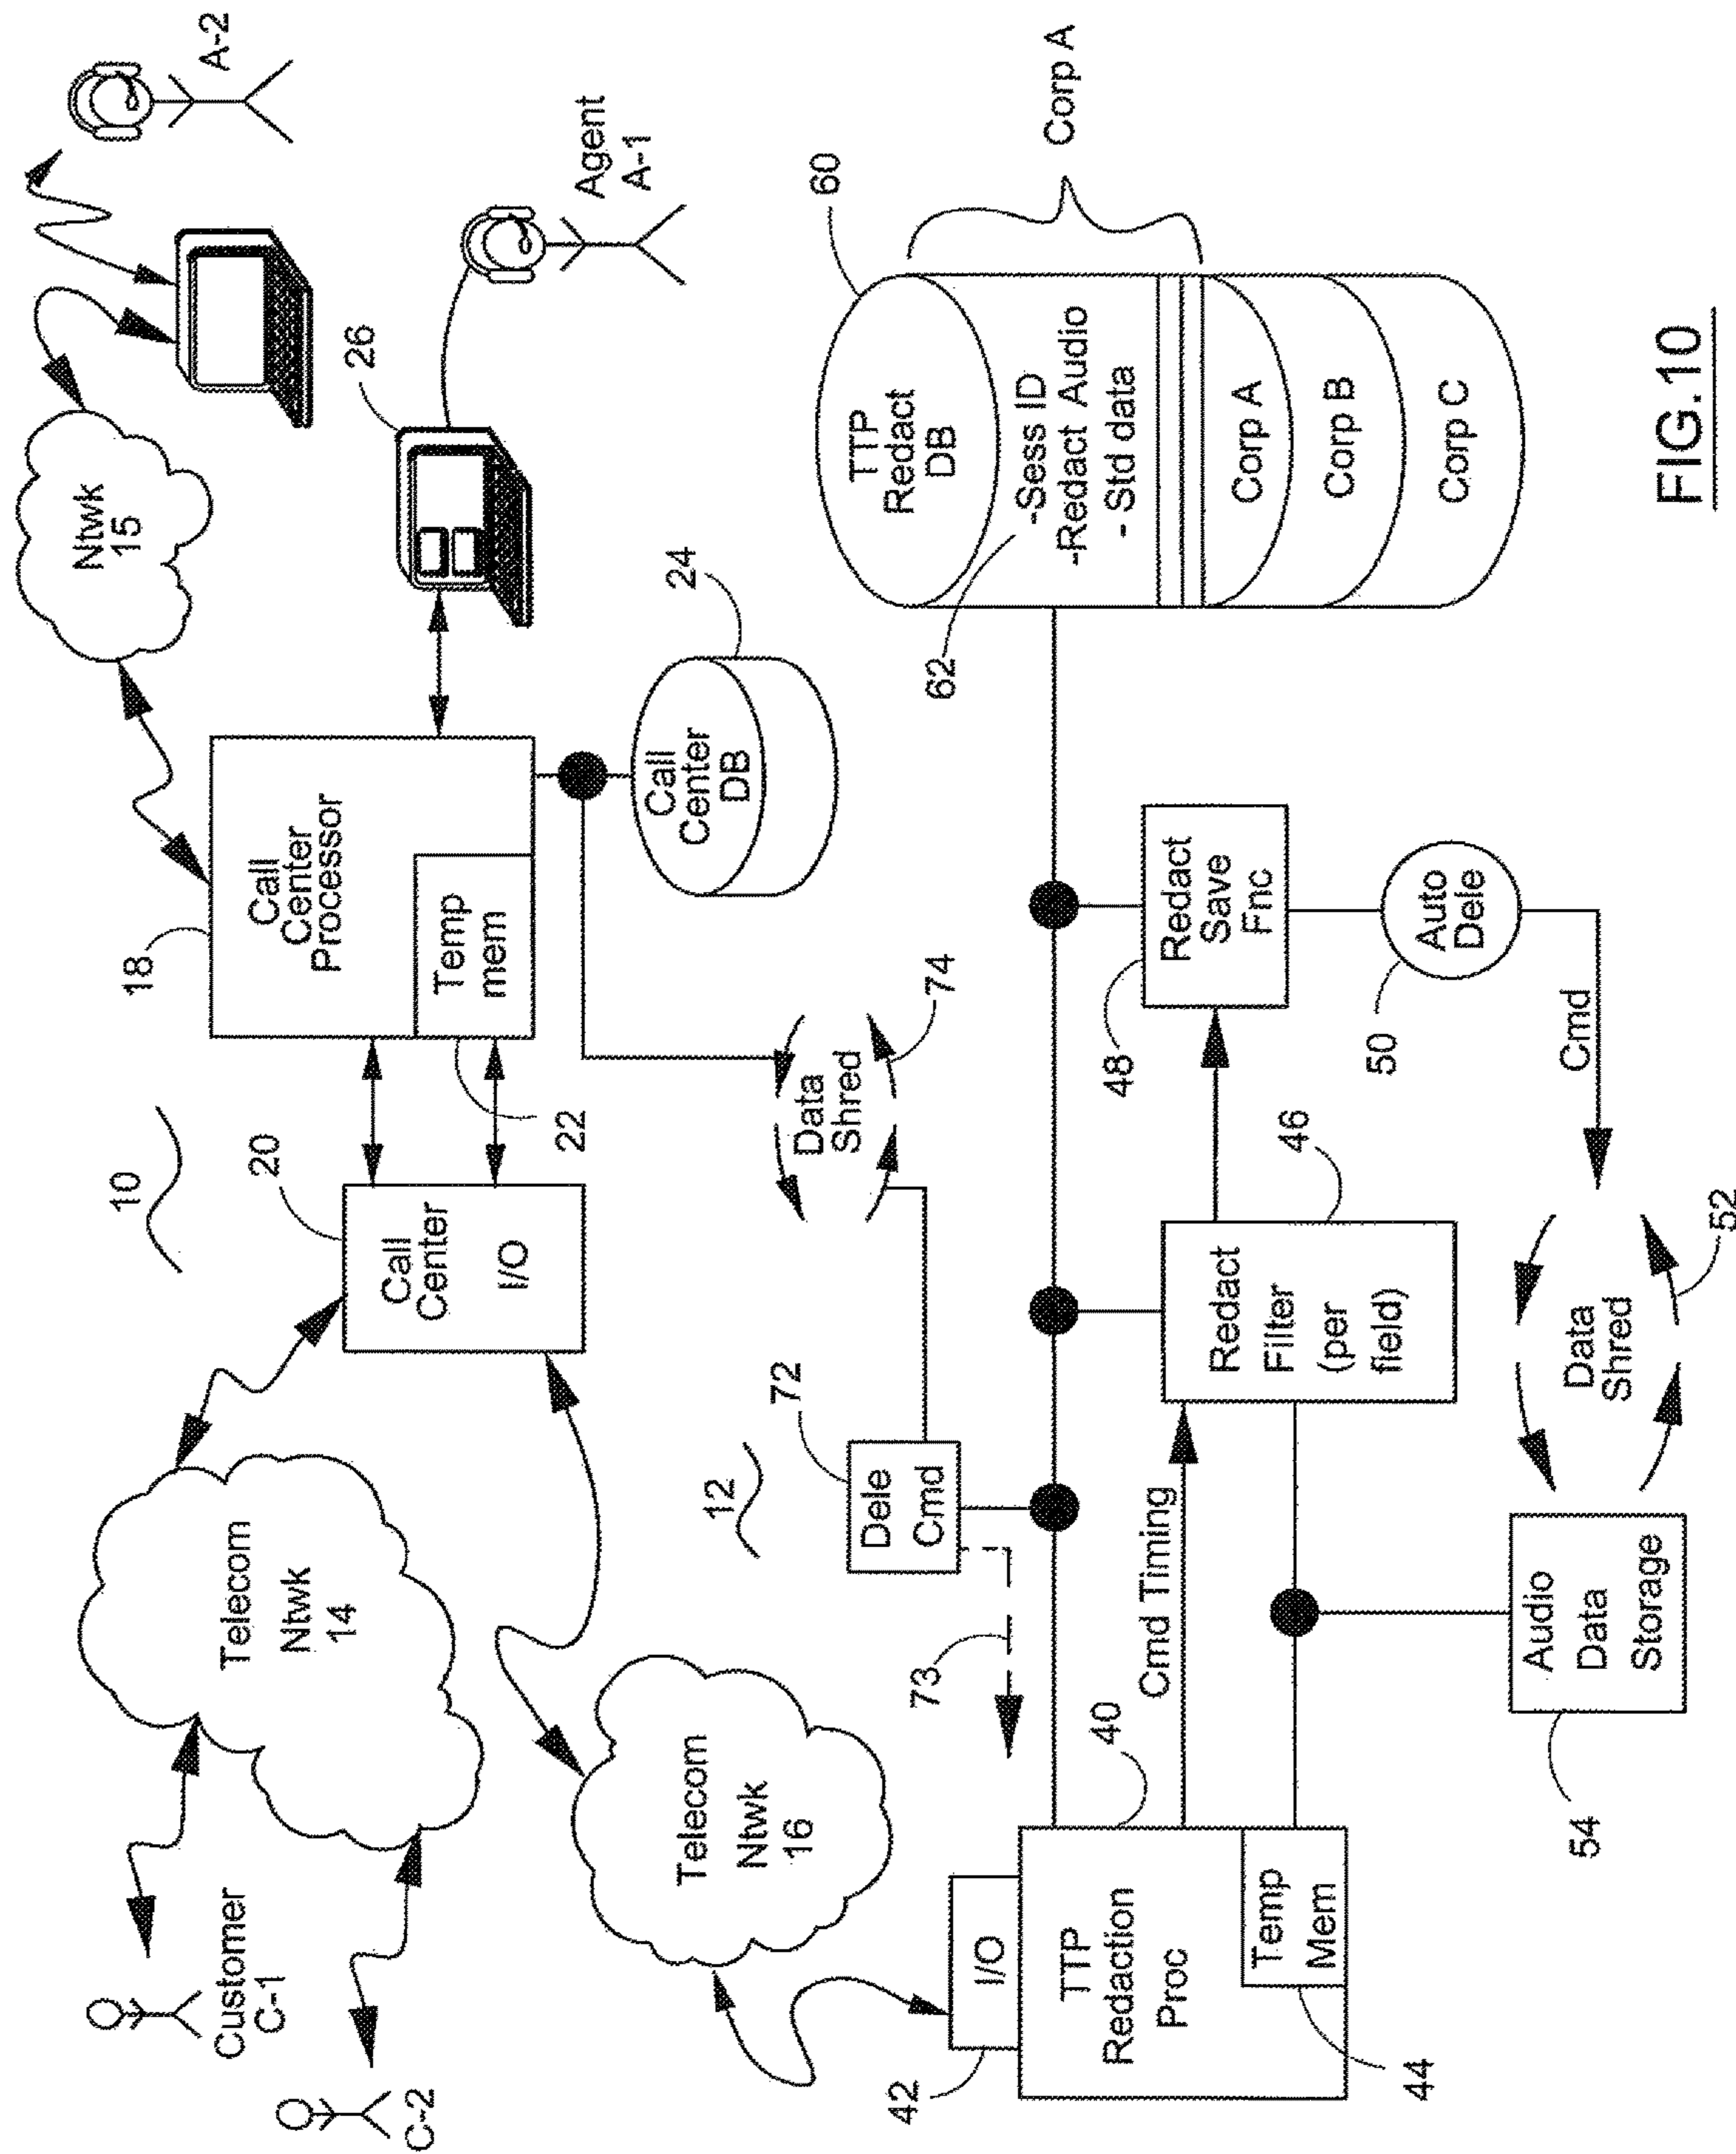 Customer
C-1
C-2
Telecom
Ntwk
14
10
20
Call
Center
I/O
22
18
Call
Center
Processor
Temp
mem
Ntwk
15
A-2
26
Agent
A-1
24
Call
Center
DB
Data
Shred
74
12
72
Dele
Cmd
73
Telecom
Ntwk
16
42
I/O
TTP
Redaction
Proc
Temp
Mem
44
40
Cmd Timing
Redact
Filter
(per
field)
46
48
Redact
Save
Fnc
50
Auto
Dele
Cmd
Data
Shred
52
Audio
Data
Storage
54
60
TTP
Redact
DB
62
-Sess ID
-Redact Audio
- Std data
Corp A
Corp A
Corp B
Corp C
FIG.10